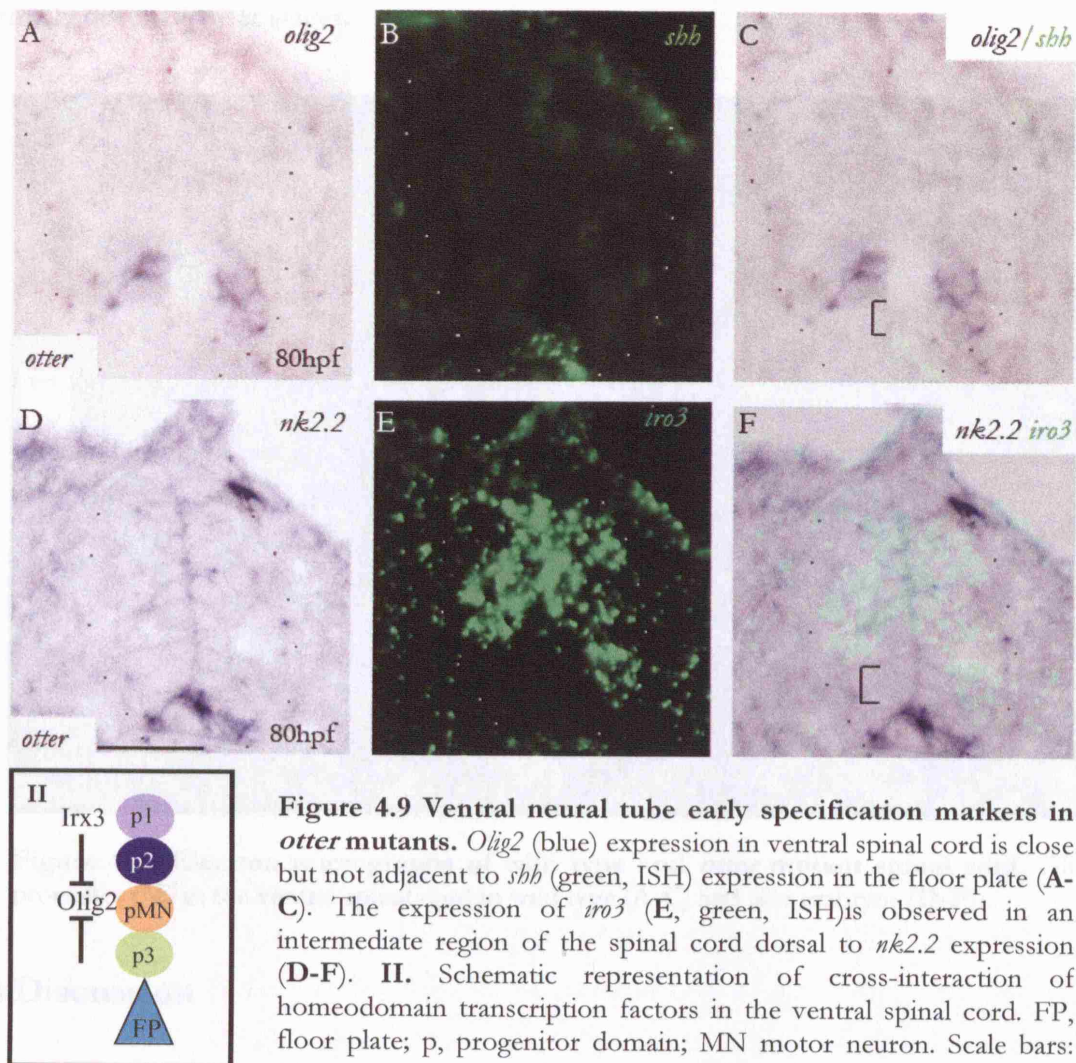 A
olig2
B
shh
C
olig2/shh
otter
80hpf
D
nk2.2
E
iro3
F
nk2.2 iro3
otter
80hpf
II
Irx3
p1
p2
Olig2
pMN
p3
FP
Figure 4.9 Ventral neural tube early specification markers in
otter mutants. Olig2 (blue) expression in ventral spinal cord is close
but not adjacent to shh (green, ISH) expression in the floor plate (A-
C). The expression of iro3 (E, green, ISH)is observed in an
intermediate region of the spinal cord dorsal to nk2.2 expression
(D-F). II. Schematic representation of cross-interaction of
homeodomain transcription factors in the ventral spinal cord. FP,
floor plate; p, progenitor domain; MN motor neuron. Scale bars:
Discussion